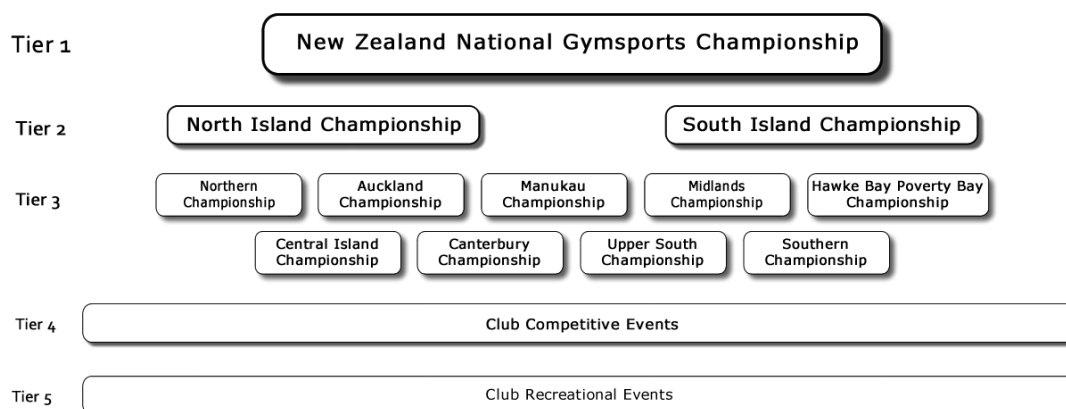 Tier 1
New Zealand National Gymsports Championship
Tier 2
North Island Championship
South Island Championship
Tier 3
Northern
Championship
Auckland
Championship
Manukau
Championship
Midlands
Championship
Hawke Bay Poverty Bay
Championship
Central Island
Championship
Canterbury
Championship
Upper South
Championship
Southern
Championship
Tier 4
Club Competitive Events
Tier 5
Club Recreational Events